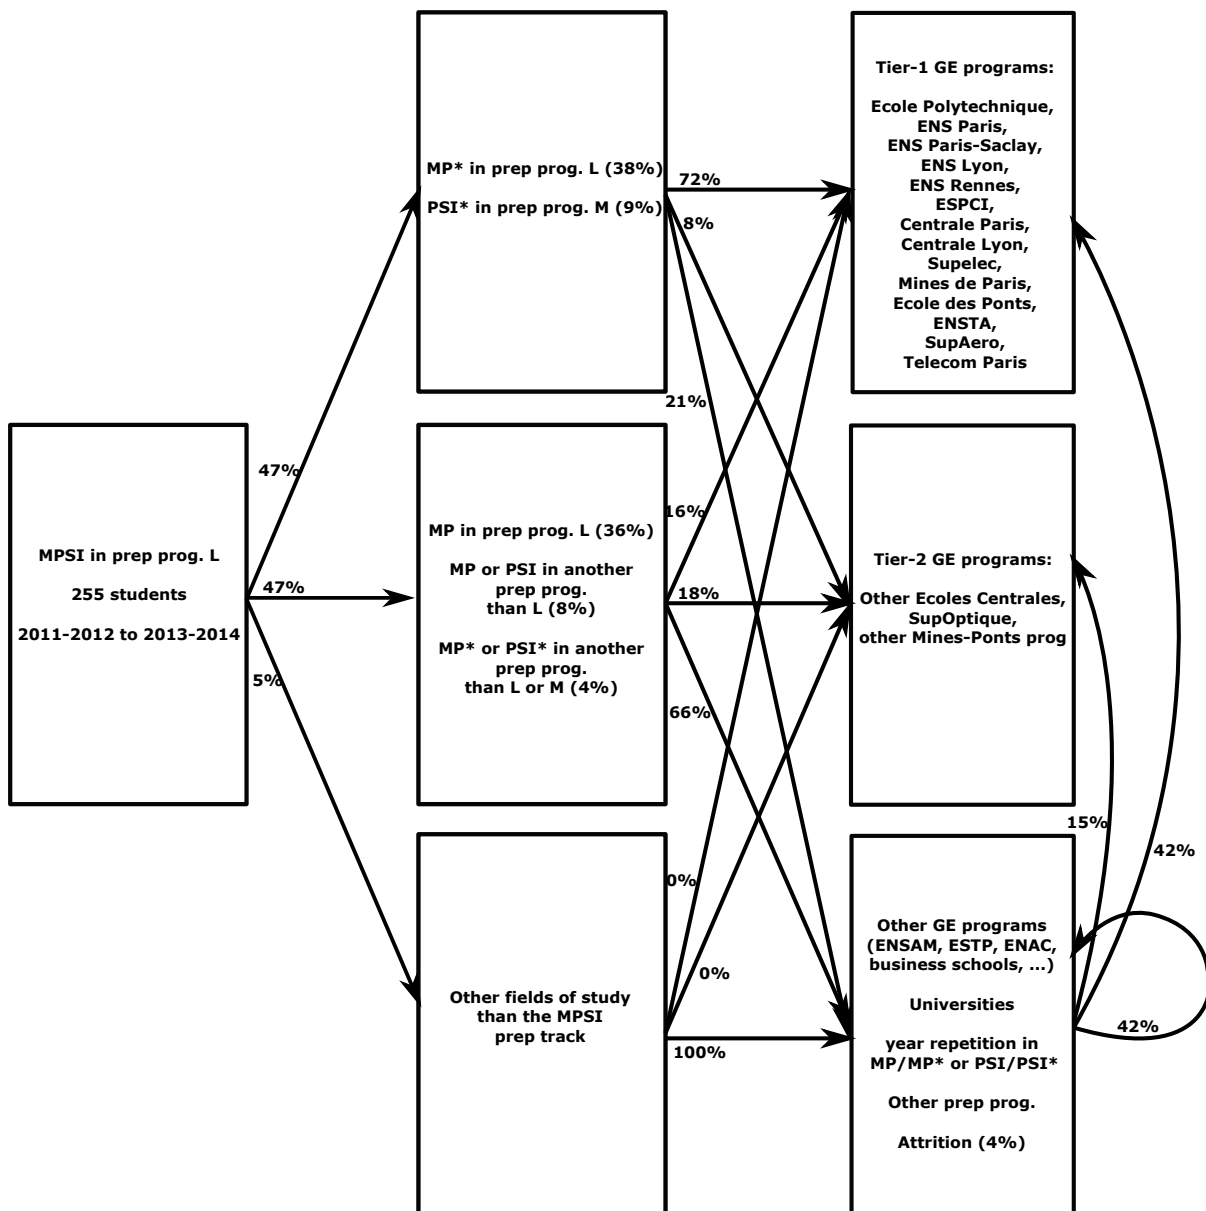 MPSI in prep prog. L
255 students
2011-2012 to 2013-2014
47%
47%
5%
MP* in prep prog. L (38%)
PSI* in prep prog. M (9%)
MP in prep prog. L (36%)
MP or PSI in another
prep prog.
than L (8%)
MP* or PSI* in another
prep prog.
than L or M (4%)
Other fields of study
than the MPSI
prep track
72%
8%
21%
16%
18%
66%
0%
0%
100%
Tier-1 GE programs:
Ecole Polytechnique,
ENS Paris,
ENS Paris-Saclay,
ENS Lyon,
ENS Rennes,
ESPCI,
Centrale Paris,
Centrale Lyon,
Supelec,
Mines de Paris,
Ecole des Ponts,
ENSTA,
SupAero,
Telecom Paris
Tier-2 GE programs:
Other Ecoles Centrales,
SupOptique,
other Mines-Ponts prog
Other GE programs
(ENSAM, ESTP, ENAC,
business schools, ...)
Universities
year repetition in
MP/MP* or PSI/PSI*
Other prep prog.
Attrition (4%)
15%
42%
42%